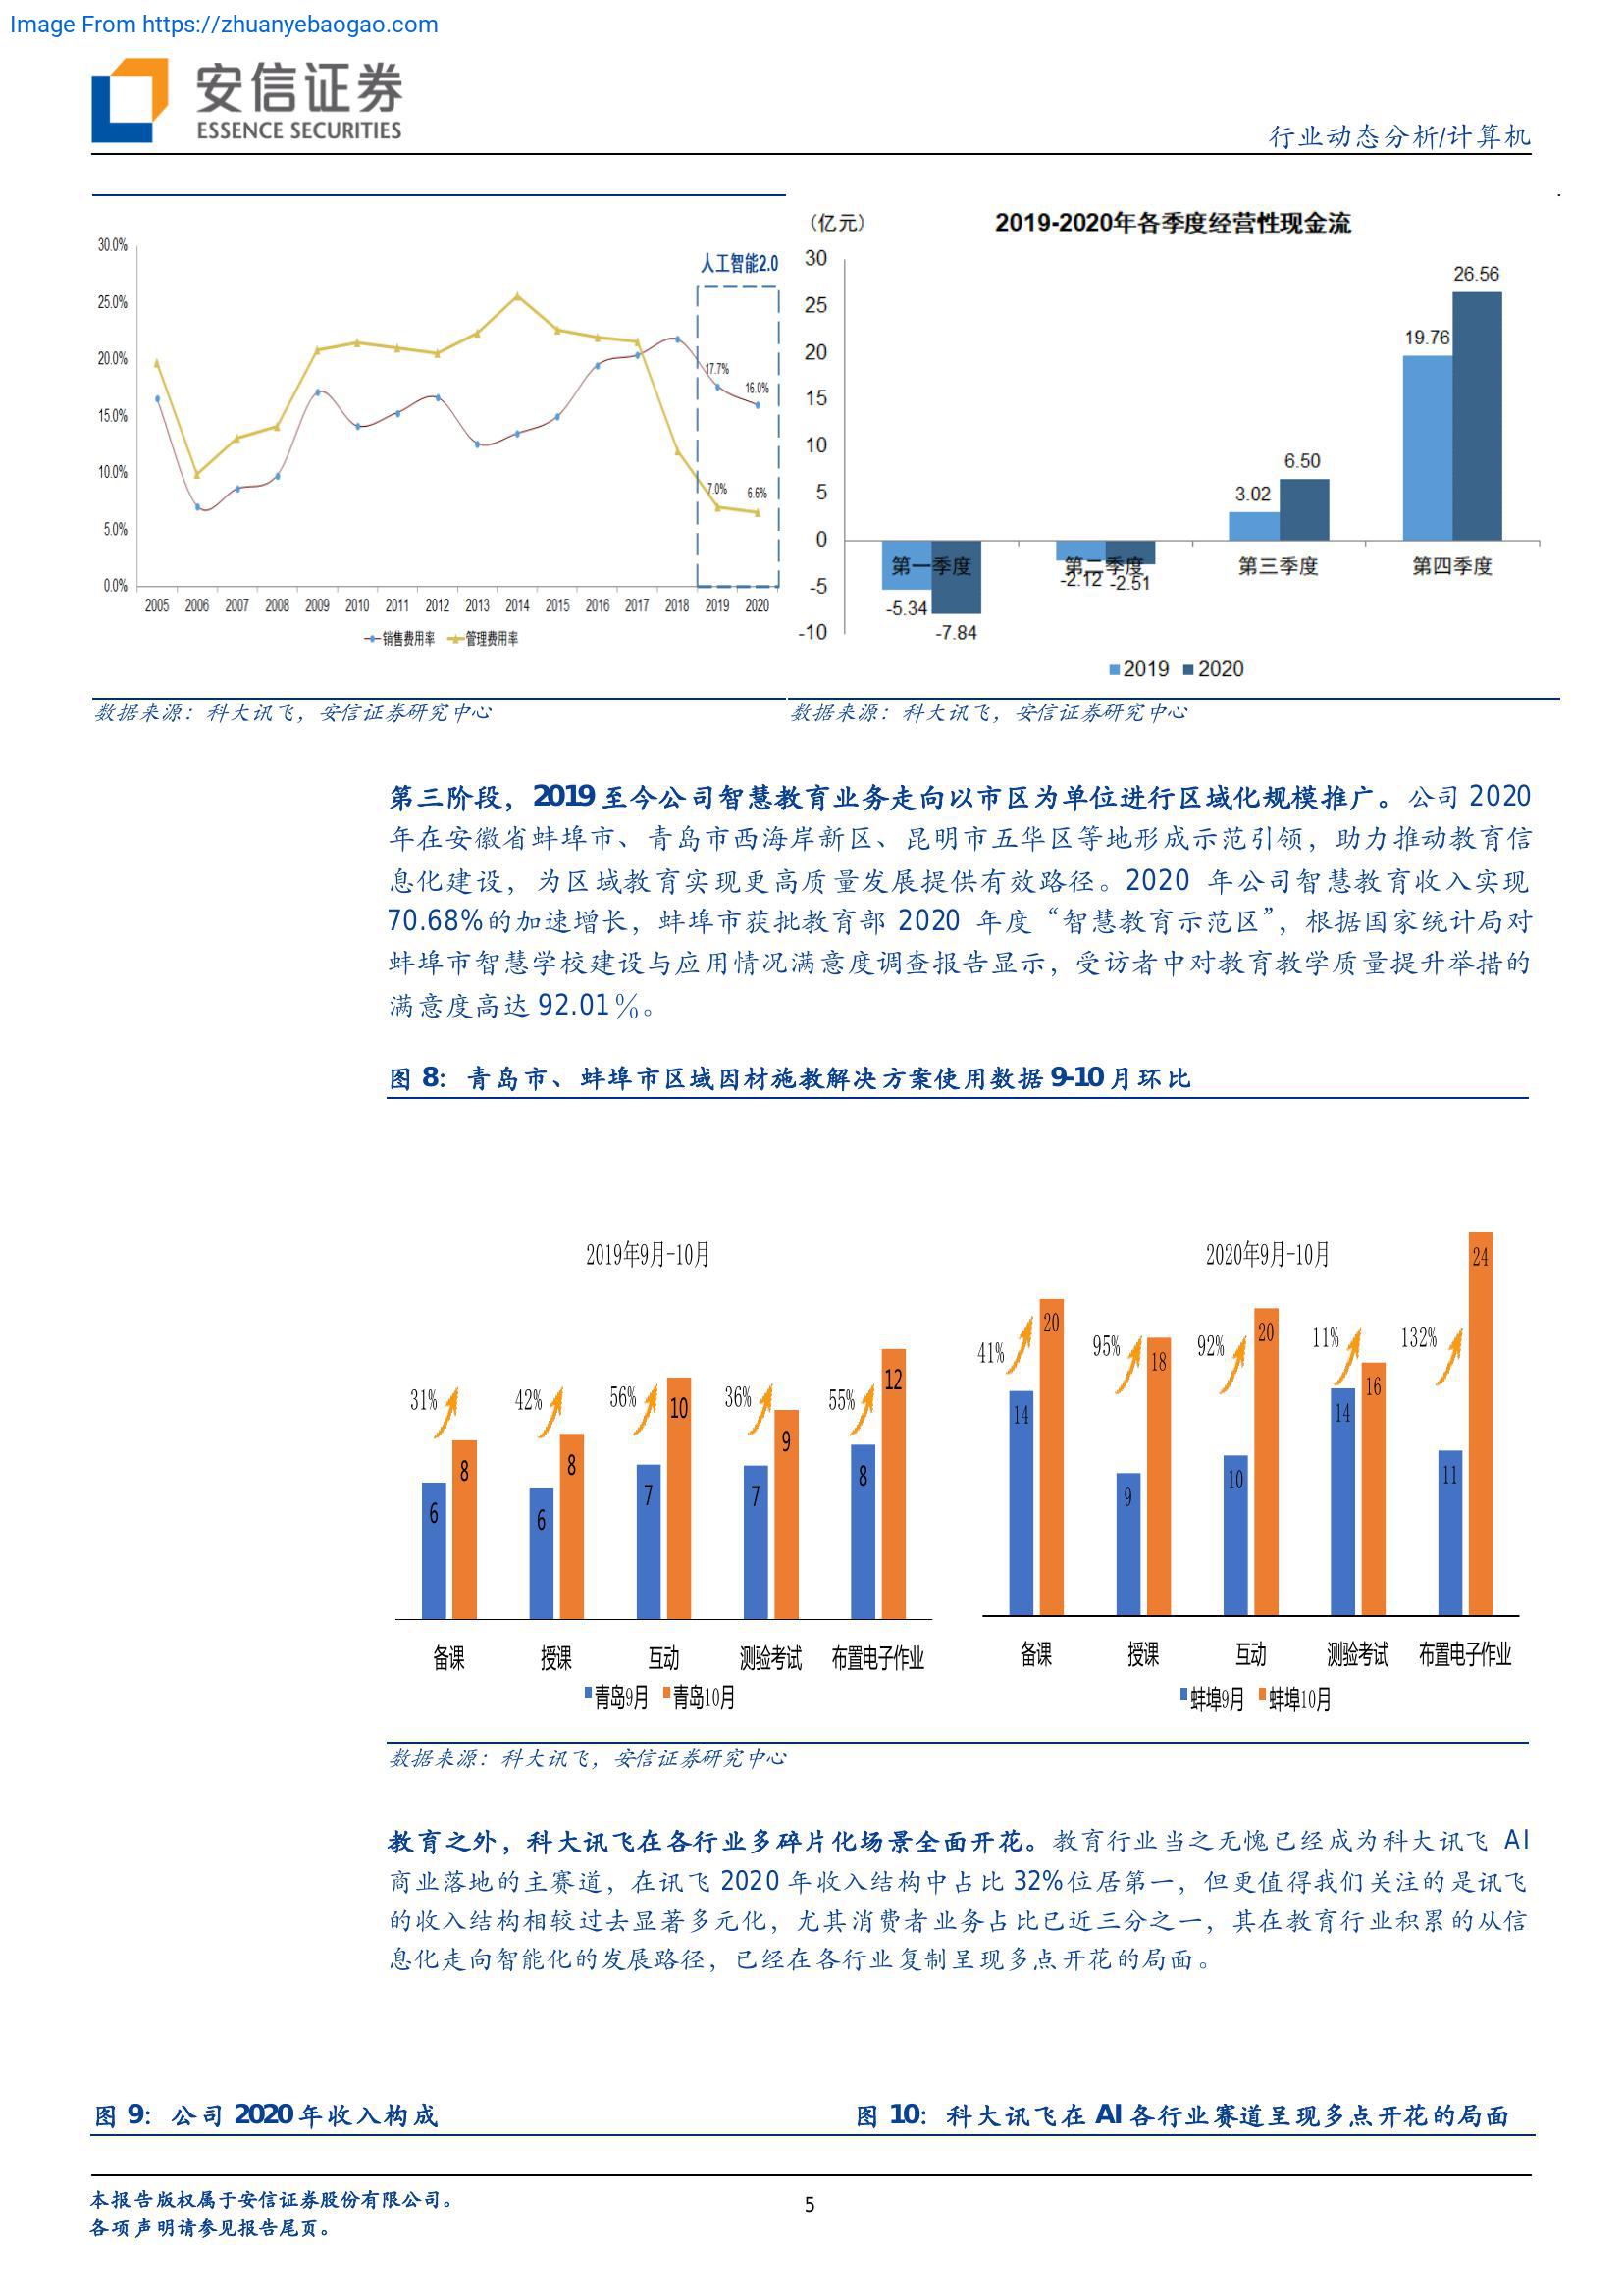 Image From https://zhuanyebaogao.com
安信证券
ESSENCE SECURITIES
行业动态分析/计算机
30.0%
25.0%
20.0%
15.0%
10.0%
5.0%
0.0%
人工智能2.0
17.7%
16.0%
7.0%
6.6%
2005 2006 2007 2008 2009 2010 2011 2012 2013 2014 2015 2016 2017 2018 2019 2020
销售费用率 管理费用率
(亿元)
2019-2020年各季度经营性现金流
30
25
20
15
10
5
0
-5
-10
26.56
19.76
6.50
3.02
第一季度 第二季度 第三季度 第四季度
-2.12 -2.51
-5.34
-7.84
2019 2020
数据来源：科大讯飞，安信证券研究中心
数据来源：科大讯飞，安信证券研究中心
第三阶段，2019 至今公司智慧教育业务走向以市区为单位进行区域化规模推广。公司 2020
年在安徽省蚌埠市、青岛市西海岸新区、昆明市五华区等地形成示范引领，助力推动教育信
息化建设，为区域教育实现更高质量发展提供有效路径。2020 年公司智慧教育收入实现
70.68%的加速增长，蚌埠市获批教育部 2020 年度“智慧教育示范区”，根据国家统计局对
蚌埠市智慧学校建设与应用情况满意度调查报告显示，受访者中对教育教学质量提升举措的
满意度高达 92.01％。
图 8：青岛市、蚌埠市区域因材施教解决方案使用数据 9-10 月环比
2019年9月-10月
31% 42% 56% 36% 55%
6 8 6 8 7 10 7 9 8 12
备课 授课 互动 测验考试 布置电子作业
青岛9月 青岛10月
2020年9月-10月
41% 95% 92% 11% 132%
14 20 9 18 10 20 14 16 11 24
备课 授课 互动 测验考试 布置电子作业
蚌埠9月 蚌埠10月
数据来源：科大讯飞，安信证券研究中心
教育之外，科大讯飞在各行业多碎片化场景全面开花。教育行业当之无愧已经成为科大讯飞 AI
商业落地的主赛道，在讯飞 2020 年收入结构中占比 32%位居第一，但更值得我们关注的是讯飞
的收入结构相较过去显著多元化，尤其消费者业务占比已近三分之一，其在教育行业积累的从信
息化走向智能化的发展路径，已经在各行业复制呈现多点开花的局面。
图 9：公司 2020 年收入构成
图 10：科大讯飞在 AI 各行业赛道呈现多点开花的局面
本报告版权属于安信证券股份有限公司。
各项声明请参见报告尾页。
5